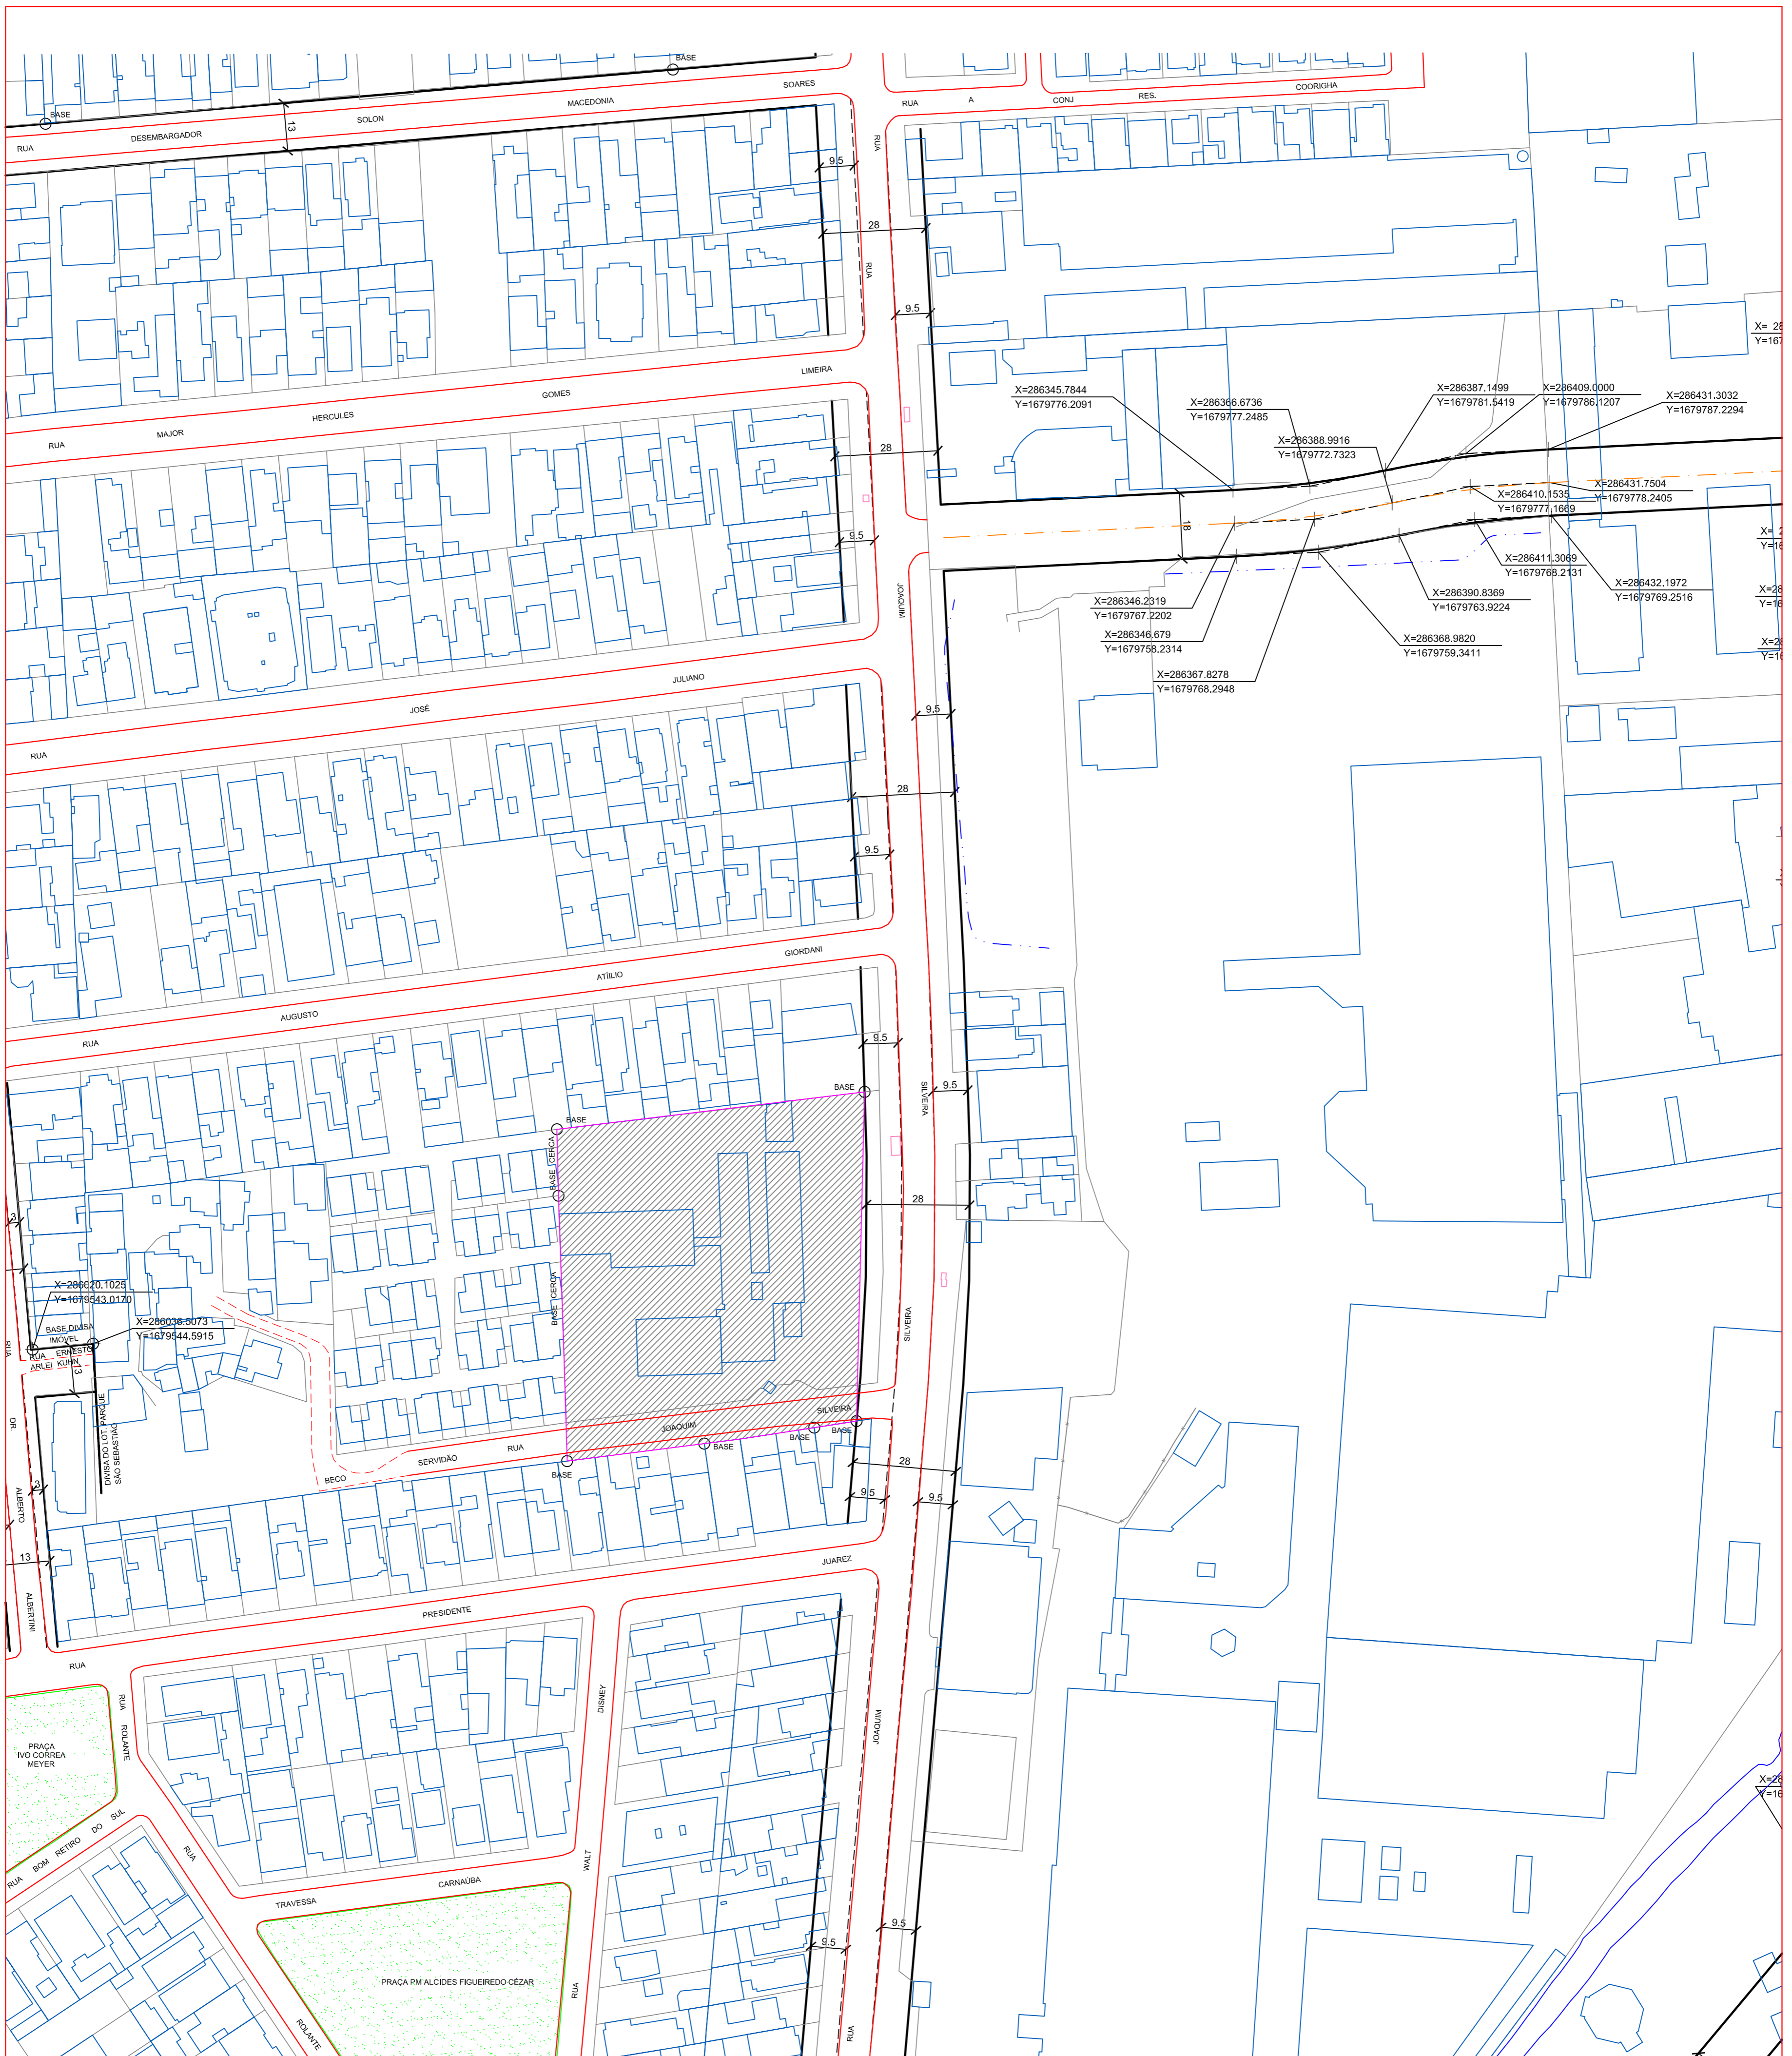 BASE
BASE
RUA DESEMBARGADOR SOLON MACEDONIA SOARES
13
RUA A CONJ RES. COORIGHA
RUA
9.5
28
RUA
9.5
RUA MAJOR HERCULES GOMES LIMEIRA
X=286345.7844
Y=1679776.2091
X=286366.6736
Y=1679777.2485
X=286387.1499
Y=1679781.5419
X=286409.0000
Y=1679786.1207
X=286431.3032
Y=1679787.2294
X=286388.9916
Y=1679772.7323
28
X=286410.1535
Y=1679777.1669
X=286431.7504
Y=1679778.2405
18
9.5
X=286411.3069
Y=1679768.2131
X=286432.1972
Y=1679769.2516
X=286390.8369
Y=1679763.9224
X=286346.2319
Y=1679767.2202
X=286346.679
Y=1679758.2314
X=286368.9820
Y=1679759.3411
X=286367.8278
Y=1679768.2948
JOAQUIM
RUA JOSÉ JULIANO
9.5
28
9.5
RUA AUGUSTO ATÍLIO GIORDANI
9.5
BASE
SILVEIRA
9.5
BASE
BASE CERCA
28
3
X=286020.1025
Y=1679543.0170
BASE DIVISA
IMÓVEL
X=286036.5073
Y=1679544.5915
RUA ERNESTO
ARLEI KUHN
13
BASE CERCA
SILVEIRA
RUA
DR.
DIVISA DO LOT. PARQUE
SÃO SEBASTIÃO
BECO SERVIDÃO RUA JOAQUIM SILVEIRA
BASE
BASE
BASE
BASE
28
9.5
9.5
3
ALBERTO
13
ALBERTINI
RUA PRESIDENTE JUAREZ
RUA ROLANTE
DISNEY
JOAQUIM
PRAÇA
IVO CORREA
MEYER
RUA BOM RETIRO DO SUL
RUA
WALT
TRAVESSA CARNAÚBA
9.5
9.5
PRAÇA PM ALCIDES FIGUEIREDO CÉZAR
RUA
ROLANTE
RUA